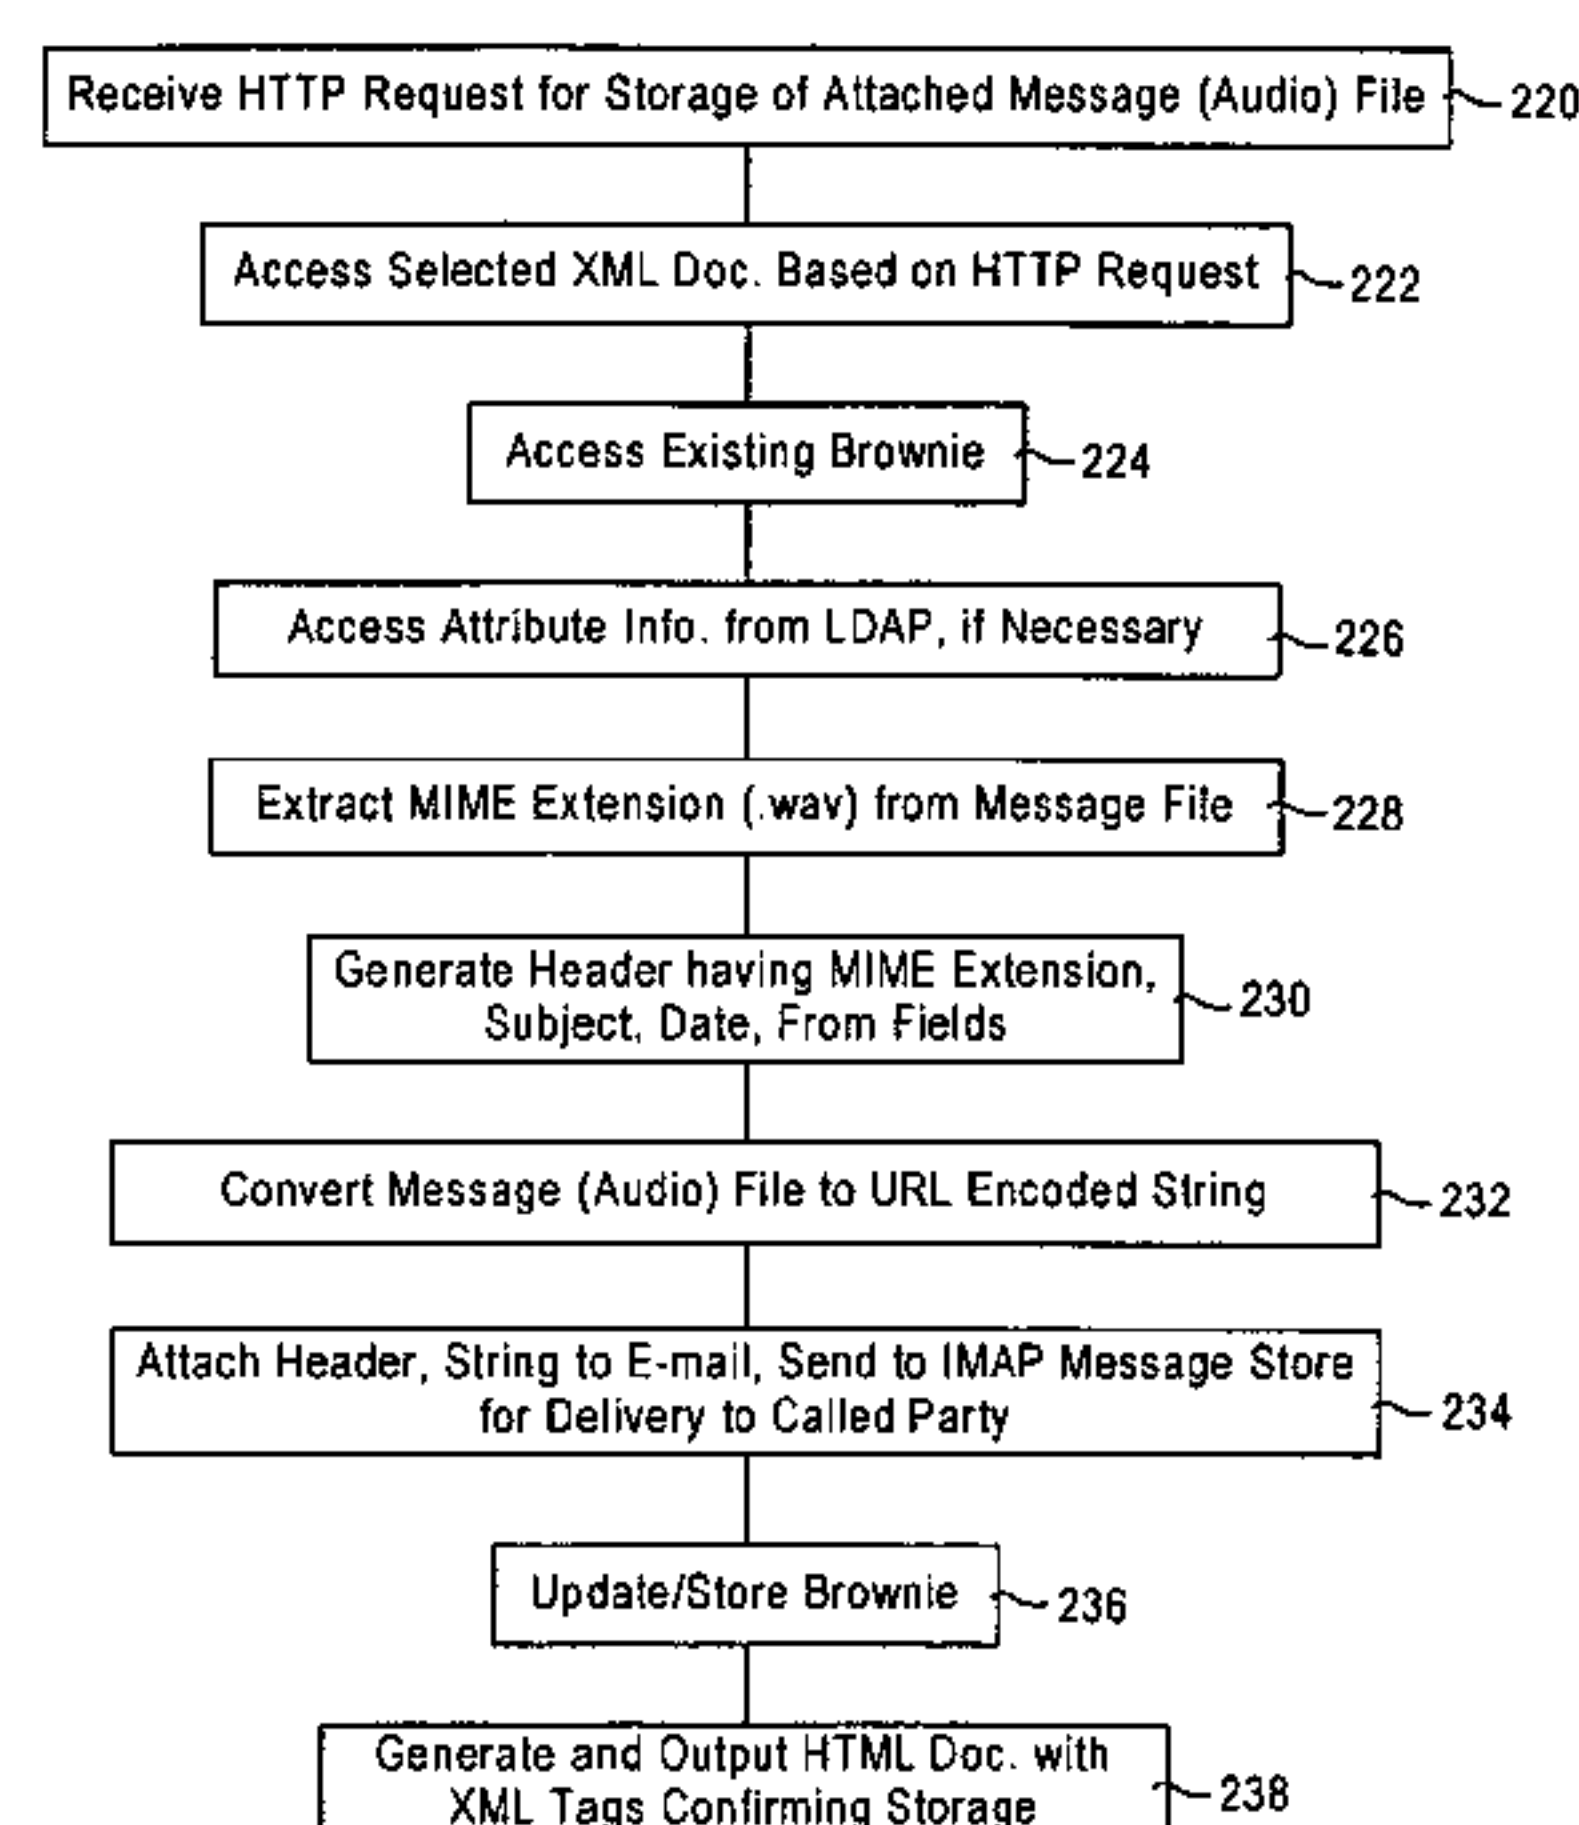 Receive HTTP Request for Storage of Attached Message (Audio) File
220
Access Selected XML Doc. Based on HTTP Request
222
Access Existing Brownie
224
Access Attribute Info. from LDAP, if Necessary
226
Extract MIME Extension (.wav) from Message File
228
Generate Header having MIME Extension,
Subject, Date, From Fields
230
Convert Message (Audio) File to URL Encoded String
232
Attach Header, String to E-mail, Send to IMAP Message Store
for Delivery to Called Party
234
Update/Store Brownie
236
Generate and Output HTML Doc. with
XML Tags Confirming Storage
238